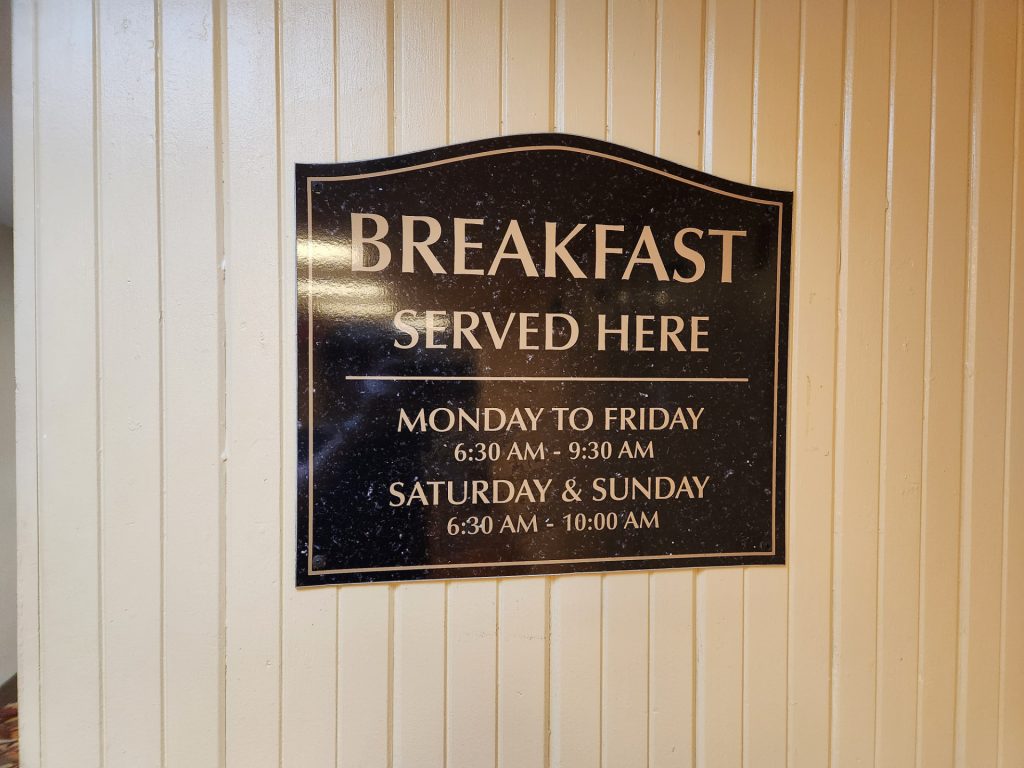 BREAKFAST
SERVED HERE
MONDAY TO FRIDAY
6:30 AM - 9:30 AM
SATURDAY & SUNDAY
6:30 AM - 10:00 AM